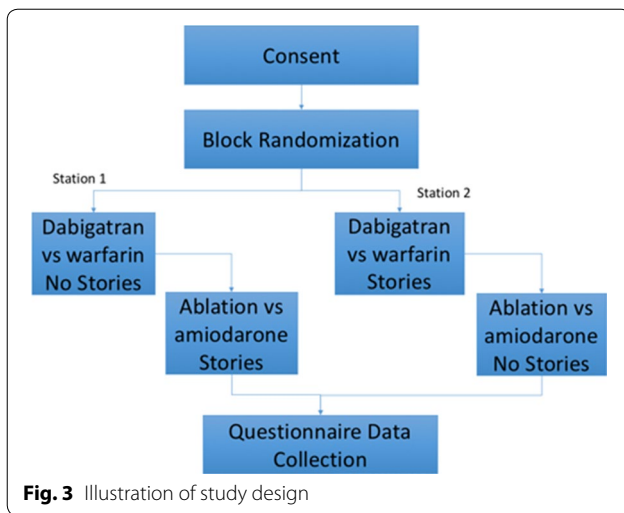 Consent
Block Randomization
Station 1
Station 2
Dabigatran
vs warfarin
No Stories
Dabigatran
vs warfarin
Stories
Ablation vs
amiodarone
Stories
Ablation vs
amiodarone
No Stories
Questionnaire Data
Collection
Fig. 3 Illustration of study design